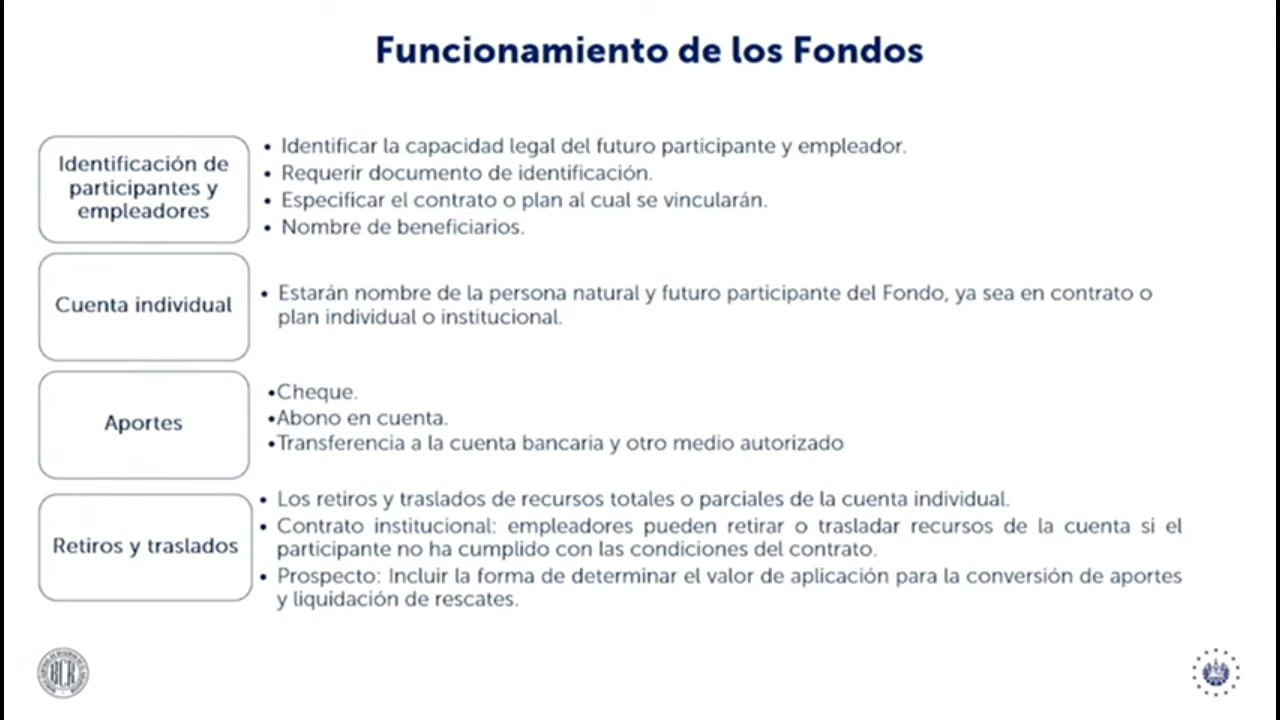 Funcionamiento de los Fondos
Identificación de
participantes y
empleadores
• Identificar la capacidad legal del futuro participante y empleador.
• Requerir documento de identificación.
• Especificar el contrato o plan al cual se vincularán.
• Nombre de beneficiarios.
Cuenta individual
• Estarán nombre de la persona natural y futuro participante del Fondo, ya sea en contrato o
plan individual o institucional.
Aportes
•Cheque.
•Abono en cuenta.
•Transferencia a la cuenta bancaria y otro medio autorizado
Retiros y traslados
• Los retiros y traslados de recursos totales o parciales de la cuenta individual.
• Contrato institucional: empleadores pueden retirar o trasladar recursos de la cuenta si el
participante no ha cumplido con las condiciones del contrato.
• Prospecto: Incluir la forma de determinar el valor de aplicación para la conversión de aportes
y liquidación de rescates.
BCR